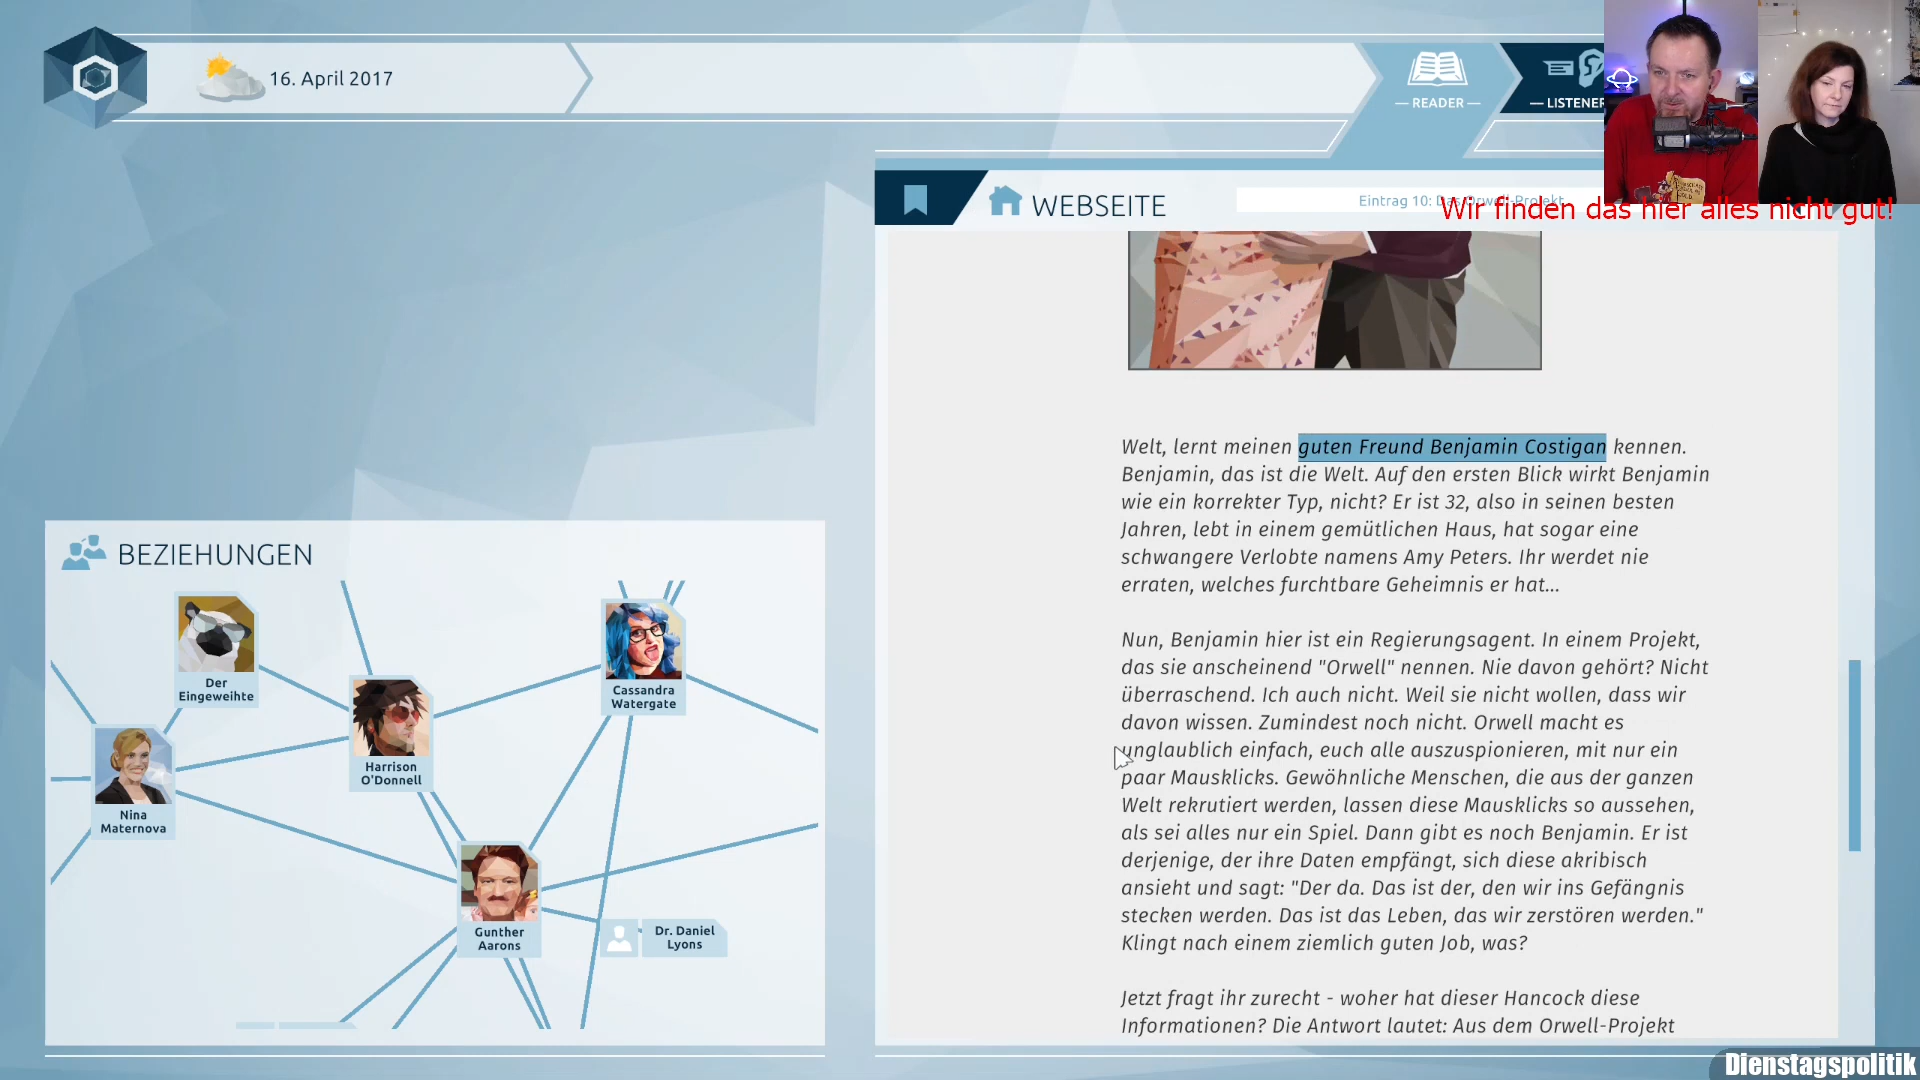 16. April 2017
— READER —
— LISTENER
WEBSEITE
Eintrag 10: Das Orwell-Projekt
Wir finden das hier alles nicht gut!
Welt, lernt meinen guten Freund Benjamin Costigan kennen.
Benjamin, das ist die Welt. Auf den ersten Blick wirkt Benjamin
wie ein korrekter Typ, nicht? Er ist 32, also in seinen besten
Jahren, lebt in einem gemütlichen Haus, hat sogar eine
schwangere Verlobte namens Amy Peters. Ihr werdet nie
erraten, welches furchtbare Geheimnis er hat...
Nun, Benjamin hier ist ein Regierungsagent. In einem Projekt,
das sie anscheinend "Orwell" nennen. Nie davon gehört? Nicht
überraschend. Ich auch nicht. Weil sie nicht wollen, dass wir
davon wissen. Zumindest noch nicht. Orwell macht es
unglaublich einfach, euch alle auszuspionieren, mit nur ein
paar Mausklicks. Gewöhnliche Menschen, die aus der ganzen
Welt rekrutiert werden, lassen diese Mausklicks so aussehen,
als sei alles nur ein Spiel. Dann gibt es noch Benjamin. Er ist
derjenige, der ihre Daten empfängt, sich diese akribisch
ansieht und sagt: "Der da. Das ist der, den wir ins Gefängnis
stecken werden. Das ist das Leben, das wir zerstören werden."
Klingt nach einem ziemlich guten Job, was?
Jetzt fragt ihr zurecht - woher hat dieser Hancock diese
Informationen? Die Antwort lautet: Aus dem Orwell-Projekt
BEZIEHUNGEN
Der
Eingeweihte
Cassandra
Watergate
Harrison
O'Donnell
Nina
Maternova
Gunther
Aarons
Dr. Daniel
Lyons
Dienstagspolitik